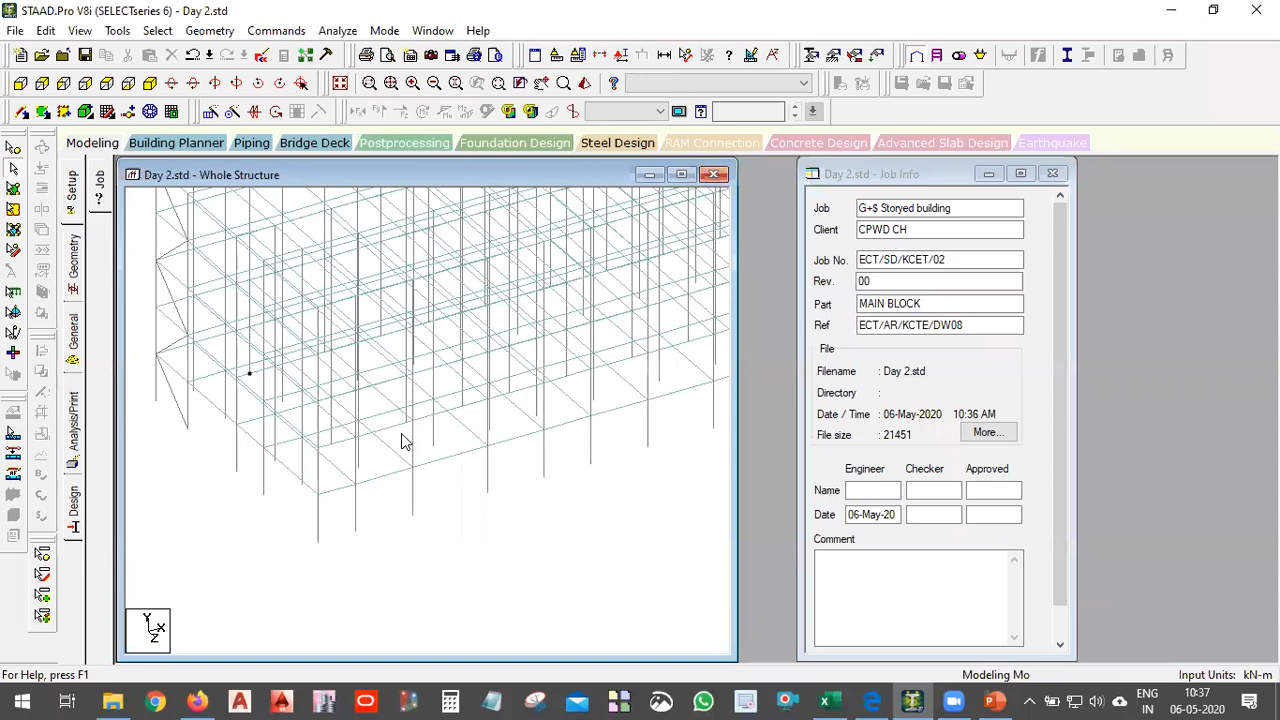 STAAD.Pro V8i (SELECTseries 6) - Day 2.std
File Edit View Tools Select Geometry Commands Analyze Mode Window Help
Modeling Building Planner Piping Bridge Deck Postprocessing Foundation Design Steel Design RAM Connection Concrete Design Advanced Slab Design Earthquake
Setup
Geometry
General
Analysis/Print
Design
Job
Day 2.std - Whole Structure
Y
X
Z
Day 2.std - Job Info
Job G+$ Storyed building
Client CPWD CH
Job No. ECT/SD/KCET/02
Rev. 00
Part MAIN BLOCK
Ref ECT/AR/KCTE/DW08
File
Filename : Day 2.std
Directory :
Date / Time : 06-May-2020 10:36 AM
File size : 21451 More...
Engineer Checker Approved
Name
Date 06-May-20
Comment
For Help, press F1 Modeling Mo Input Units: kN-m
ENG
IN
10:37
06-05-2020